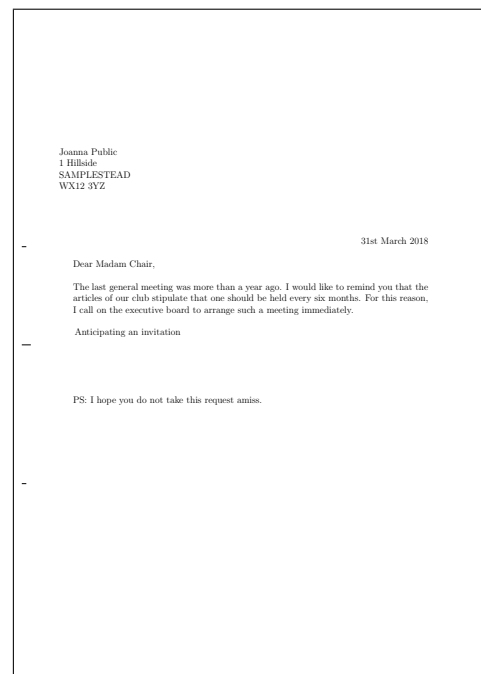 Joanna Public
1 Hillside
SAMPLESTEAD
WX12 3YZ
31st March 2018
Dear Madam Chair,
The last general meeting was more than a year ago. I would like to remind you that the
articles of our club stipulate that one should be held every six months. For this reason,
I call on the executive board to arrange such a meeting immediately.
Anticipating an invitation
PS: I hope you do not take this request amiss.